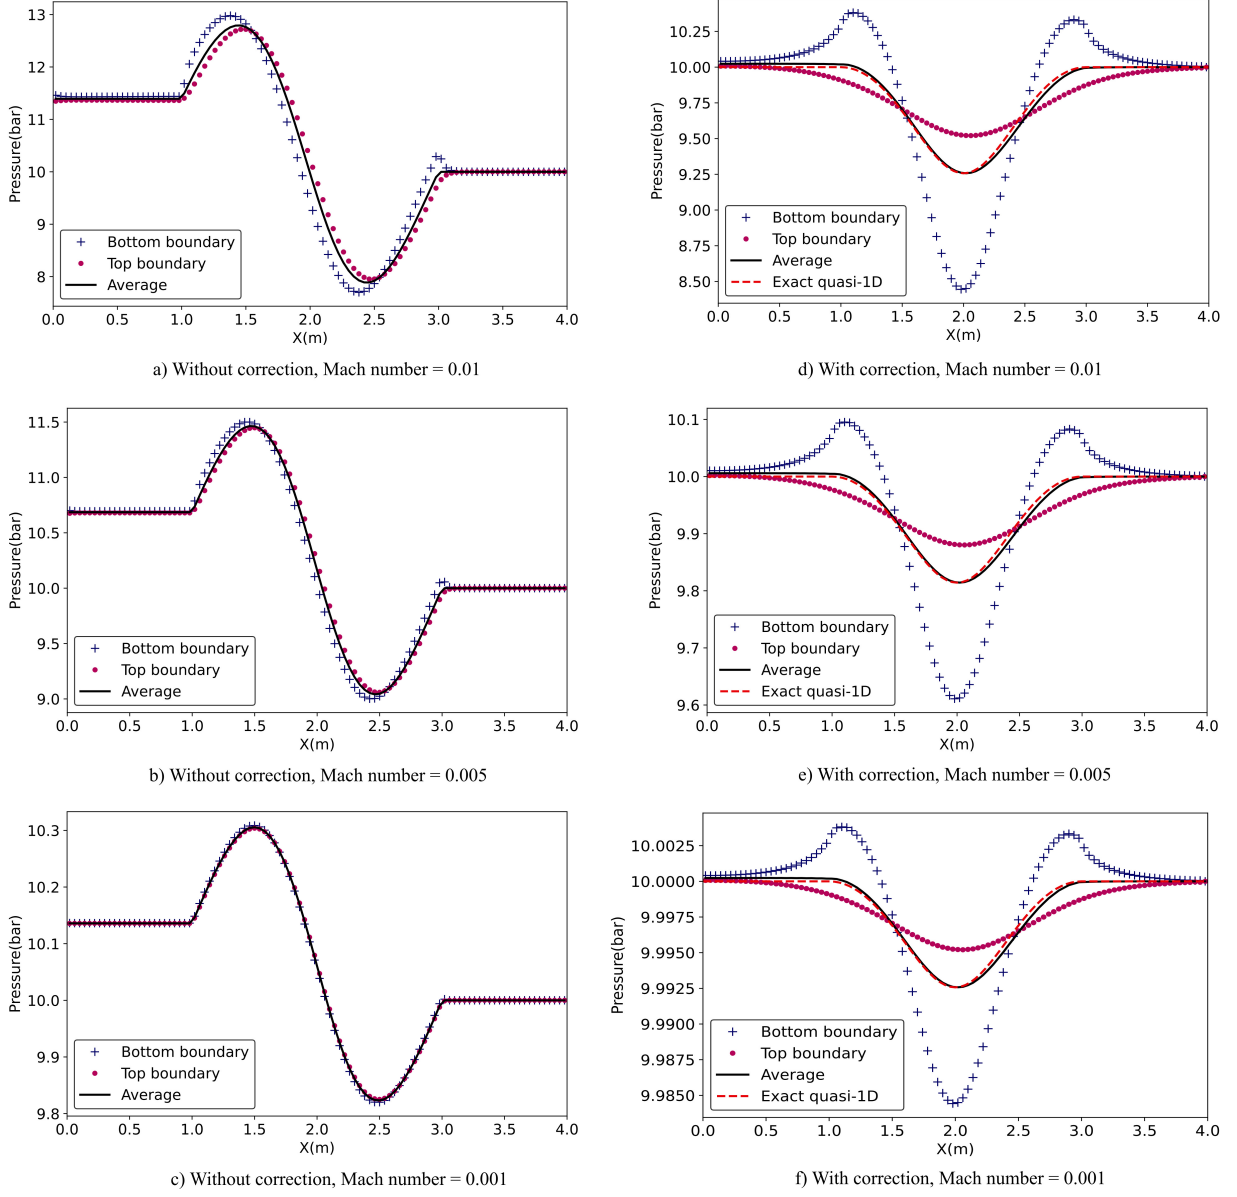 13
12
11
10
9
8
Pressure(bar)
Bottom boundary
Top boundary
Average
0.0 0.5 1.0 1.5 2.0 2.5 3.0 3.5 4.0
X(m)
a) Without correction, Mach number = 0.01
10.25
10.00
9.75
9.50
9.25
9.00
8.75
8.50
Pressure(bar)
Bottom boundary
Top boundary
Average
Exact quasi-1D
0.0 0.5 1.0 1.5 2.0 2.5 3.0 3.5 4.0
X(m)
d) With correction, Mach number = 0.01
11.5
11.0
10.5
10.0
9.5
9.0
Pressure(bar)
Bottom boundary
Top boundary
Average
0.0 0.5 1.0 1.5 2.0 2.5 3.0 3.5 4.0
X(m)
b) Without correction, Mach number = 0.005
10.1
10.0
9.9
9.8
9.7
9.6
Pressure(bar)
Bottom boundary
Top boundary
Average
Exact quasi-1D
0.0 0.5 1.0 1.5 2.0 2.5 3.0 3.5 4.0
X(m)
e) With correction, Mach number = 0.005
10.3
10.2
10.1
10.0
9.9
9.8
Pressure(bar)
Bottom boundary
Top boundary
Average
0.0 0.5 1.0 1.5 2.0 2.5 3.0 3.5 4.0
X(m)
c) Without correction, Mach number = 0.001
10.0025
10.0000
9.9975
9.9950
9.9925
9.9900
9.9875
9.9850
Pressure(bar)
Bottom boundary
Top boundary
Average
Exact quasi-1D
0.0 0.5 1.0 1.5 2.0 2.5 3.0 3.5 4.0
X(m)
f) With correction, Mach number = 0.001